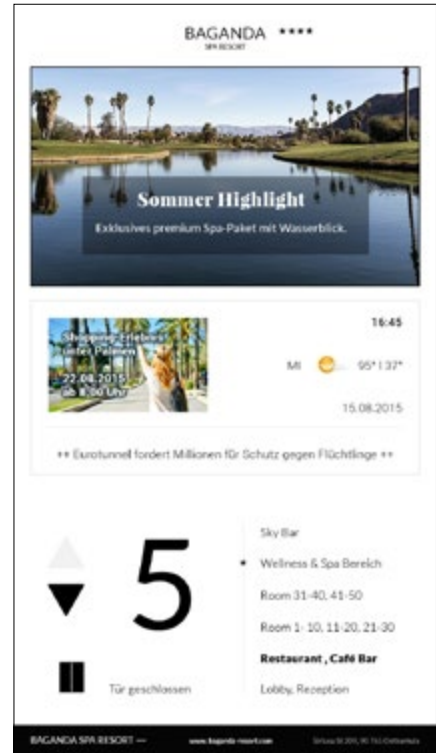 BAGANDA ****
SPA RESORT
Sommer Highlight
Exklusives premium Spa-Paket mit Wasserblick.
Shopping-Erlebnis
unter Palmen
22.08.2015
ab 8.00 Uhr
16:45
MI 95° | 37°
15.08.2015
++ Eurotunnel fordert Millionen für Schutz gegen Flüchtlinge ++
5
Tür geschlossen
Sky Bar
Wellness & Spa Bereich
Room 31-40, 41-50
Room 1- 10, 11-20, 21-30
Restaurant , Café Bar
Lobby, Rezeption
BAGANDA SPA RESORT —
www.baganda-resort.com